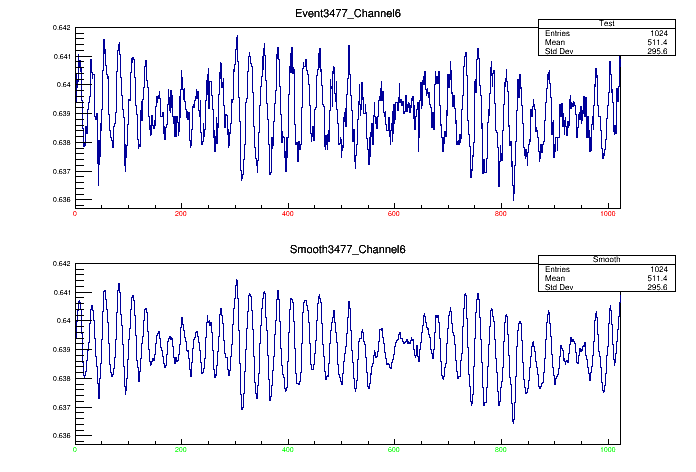 Event3477_Channel6
Test
Entries 1024
Mean 511.4
Std Dev 295.6
0.642
0.641
0.64
0.639
0.638
0.637
0.636
0 200 400 600 800 1000
Smooth3477_Channel6
Smooth
Entries 1024
Mean 511.4
Std Dev 295.6
0.642
0.641
0.64
0.639
0.638
0.637
0.636
0 200 400 600 800 1000